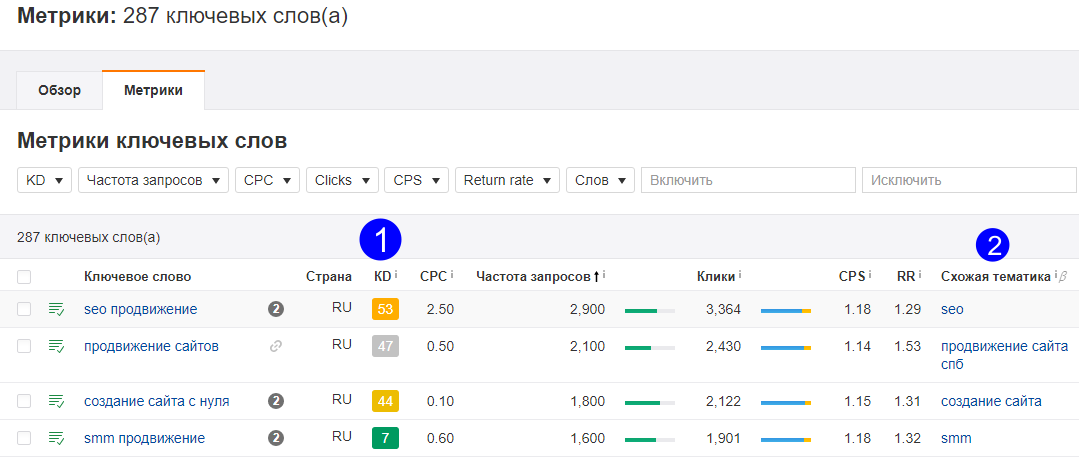 Метрики: 287 ключевых слов(а)
Обзор Метрики
Метрики ключевых слов
KD Частота запросов CPC Clicks CPS Return rate Слов Включить Исключить
287 ключевых слов(а) 1 2
Ключевое слово Страна KD i CPC i Частота запросов i Клики i CPS i RR i Схожая тематика i β
seo продвижение 2 RU 53 2.50 2,900 3,364 1.18 1.29 seo
продвижение сайтов RU 47 0.50 2,100 2,430 1.14 1.53 продвижение сайта
спб
создание сайта с нуля 2 RU 44 0.10 1,800 2,122 1.15 1.31 создание сайта
smm продвижение 2 RU 7 0.60 1,600 1,901 1.18 1.32 smm